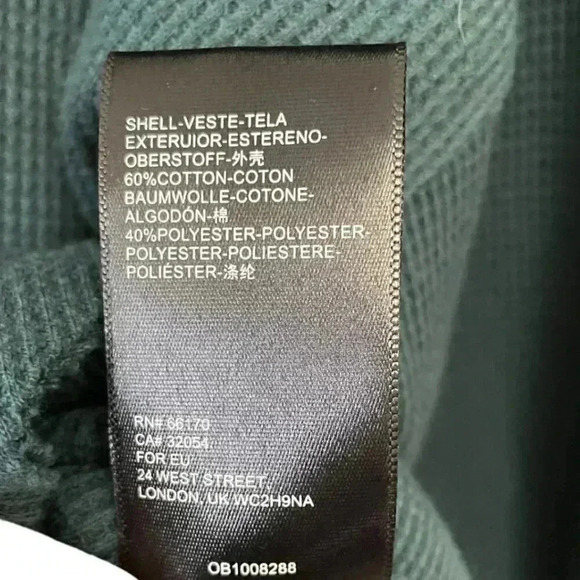 SHELL-VESTE-TELA
EXTERUIOR-ESTERENO-
OBERSTOFF-外壳
60%COTTON-COTON
BAUMWOLLE-COTONE-
ALGODÓN-棉
40%POLYESTER-POLYESTER-
POLYESTER-POLIESTERE-
POLIÉSTER-涤纶
RN# 66170
CA# 32054
FOR EU
24 WEST STREET,
LONDON, UK WC2H9NA
OB1008288